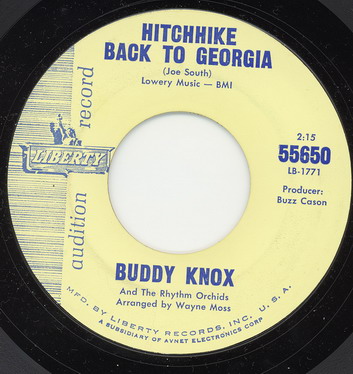 HITCHHIKE
BACK TO GEORGIA
(Joe South)
Lowery Music — BMI
audition record
LIBERTY
2:15
55650
LB-1771
Producer:
Buzz Cason
BUDDY KNOX
And The Rhythm Orchids
Arranged by Wayne Moss
MFD. BY LIBERTY RECORDS, INC., U. S. A.
A SUBSIDIARY OF AVNET ELECTRONICS CORP